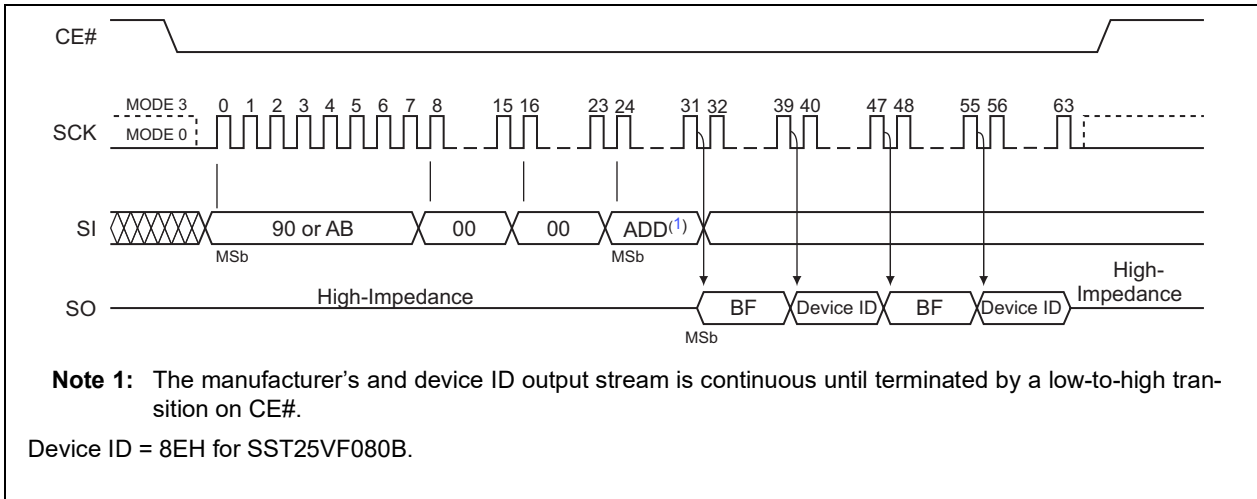 CE#
MODE 3 0 1 2 3 4 5 6 7 8 15 16 23 24 31 32 39 40 47 48 55 56 63
SCK MODE 0
SI 90 or AB 00 00 ADD(1)
MSb MSb
High-
Impedance
SO High-Impedance BF Device ID BF Device ID
MSb
Note 1: The manufacturer's and device ID output stream is continuous until terminated by a low-to-high tran-
sition on CE#.
Device ID = 8EH for SST25VF080B.